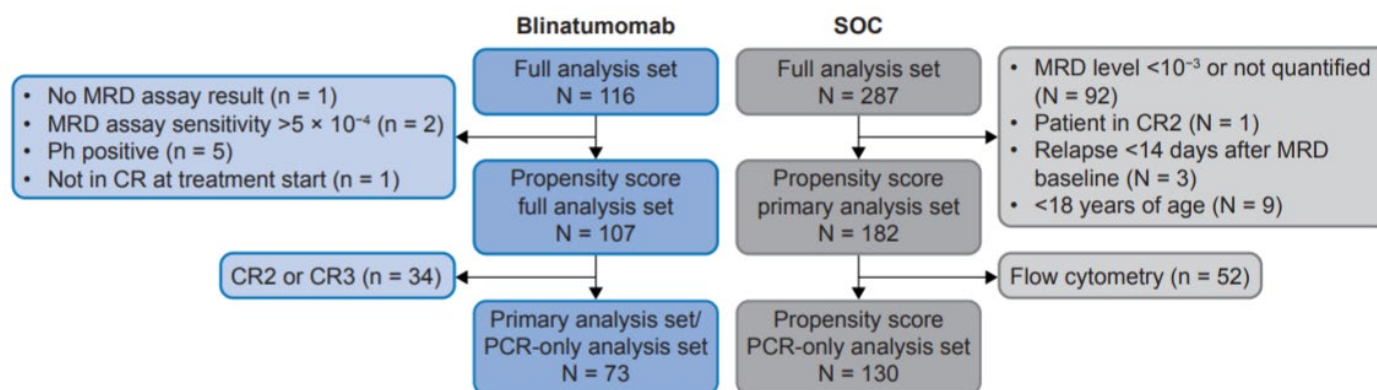 Blinatumomab
SOC
Full analysis set
N = 116
Full analysis set
N = 287
• No MRD assay result (n = 1)
• MRD assay sensitivity >5 × 10⁻⁴ (n = 2)
• Ph positive (n = 5)
• Not in CR at treatment start (n = 1)
• MRD level <10⁻³ or not quantified
(N = 92)
• Patient in CR2 (N = 1)
• Relapse <14 days after MRD
baseline (N = 3)
• <18 years of age (N = 9)
Propensity score
full analysis set
N = 107
Propensity score
primary analysis set
N = 182
CR2 or CR3 (n = 34)
Flow cytometry (n = 52)
Primary analysis set/
PCR-only analysis set
N = 73
Propensity score
PCR-only analysis set
N = 130